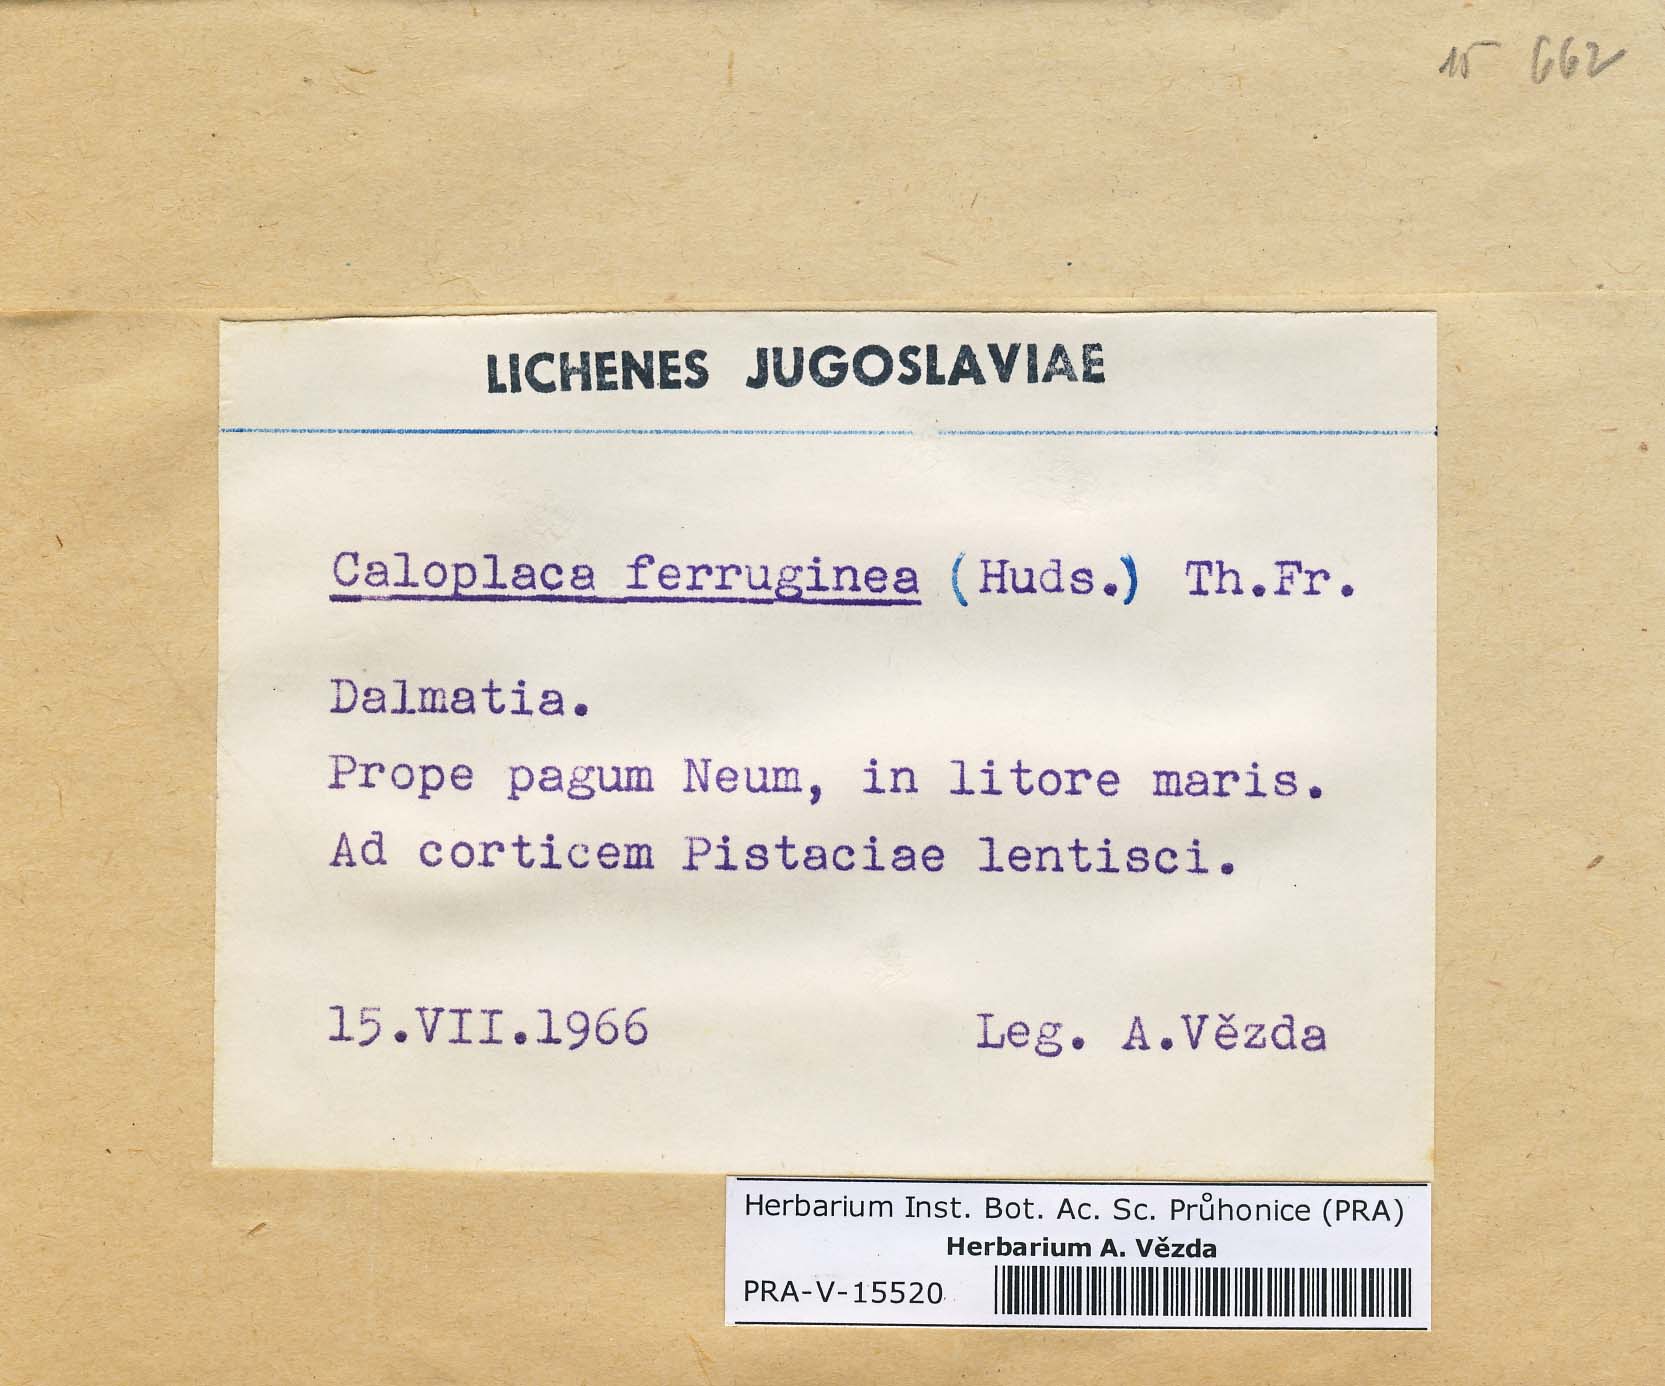 15 662
LICHENES JUGOSLAVIAE
Caloplaca ferruginea (Huds.) Th.Fr.
Dalmatia.
Prope pagum Neum, in litore maris.
Ad corticem Pistaciae lentisci.
15.VII.1966 Leg. A.Vězda
Herbarium Inst. Bot. Ac. Sc. Průhonice (PRA)
Herbarium A. Vězda
PRA-V-15520